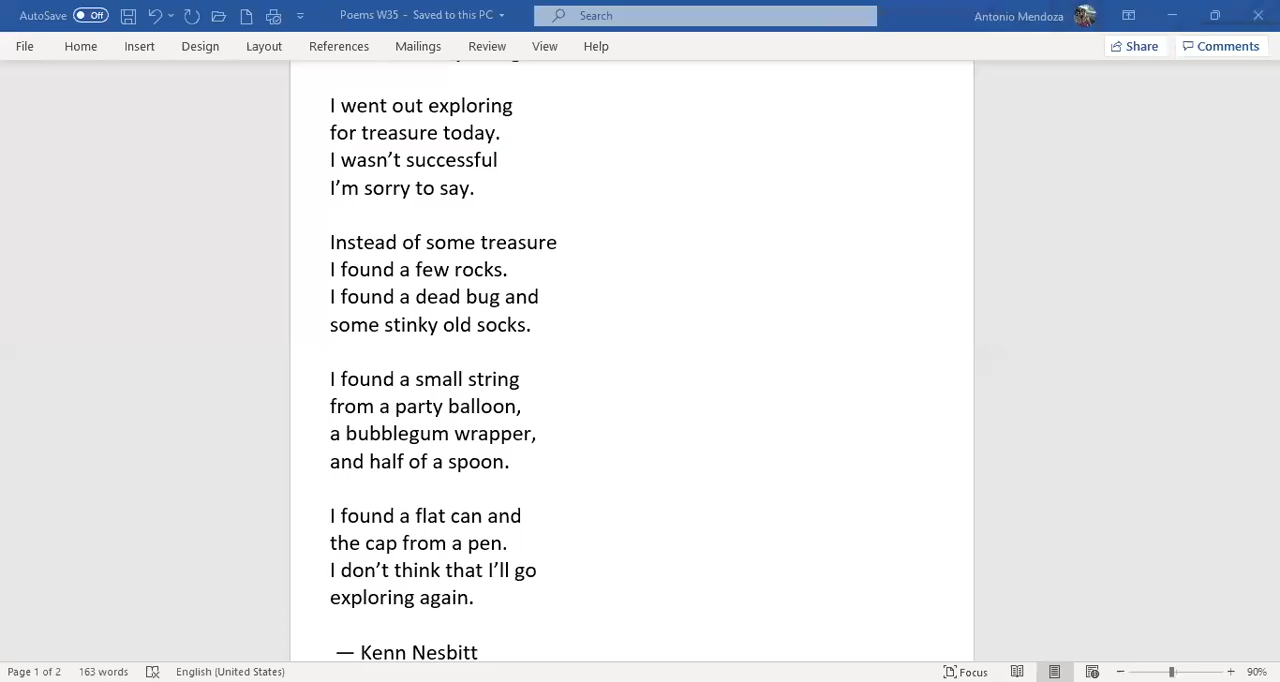 AutoSave Off Poems W35 - Saved to this PC Search Antonio Mendoza
File Home Insert Design Layout References Mailings Review View Help Share Comments
I went out exploring
for treasure today.
I wasn’t successful
I’m sorry to say.
Instead of some treasure
I found a few rocks.
I found a dead bug and
some stinky old socks.
I found a small string
from a party balloon,
a bubblegum wrapper,
and half of a spoon.
I found a flat can and
the cap from a pen.
I don’t think that I’ll go
exploring again.
— Kenn Nesbitt
Page 1 of 2 163 words English (United States) Focus 90%